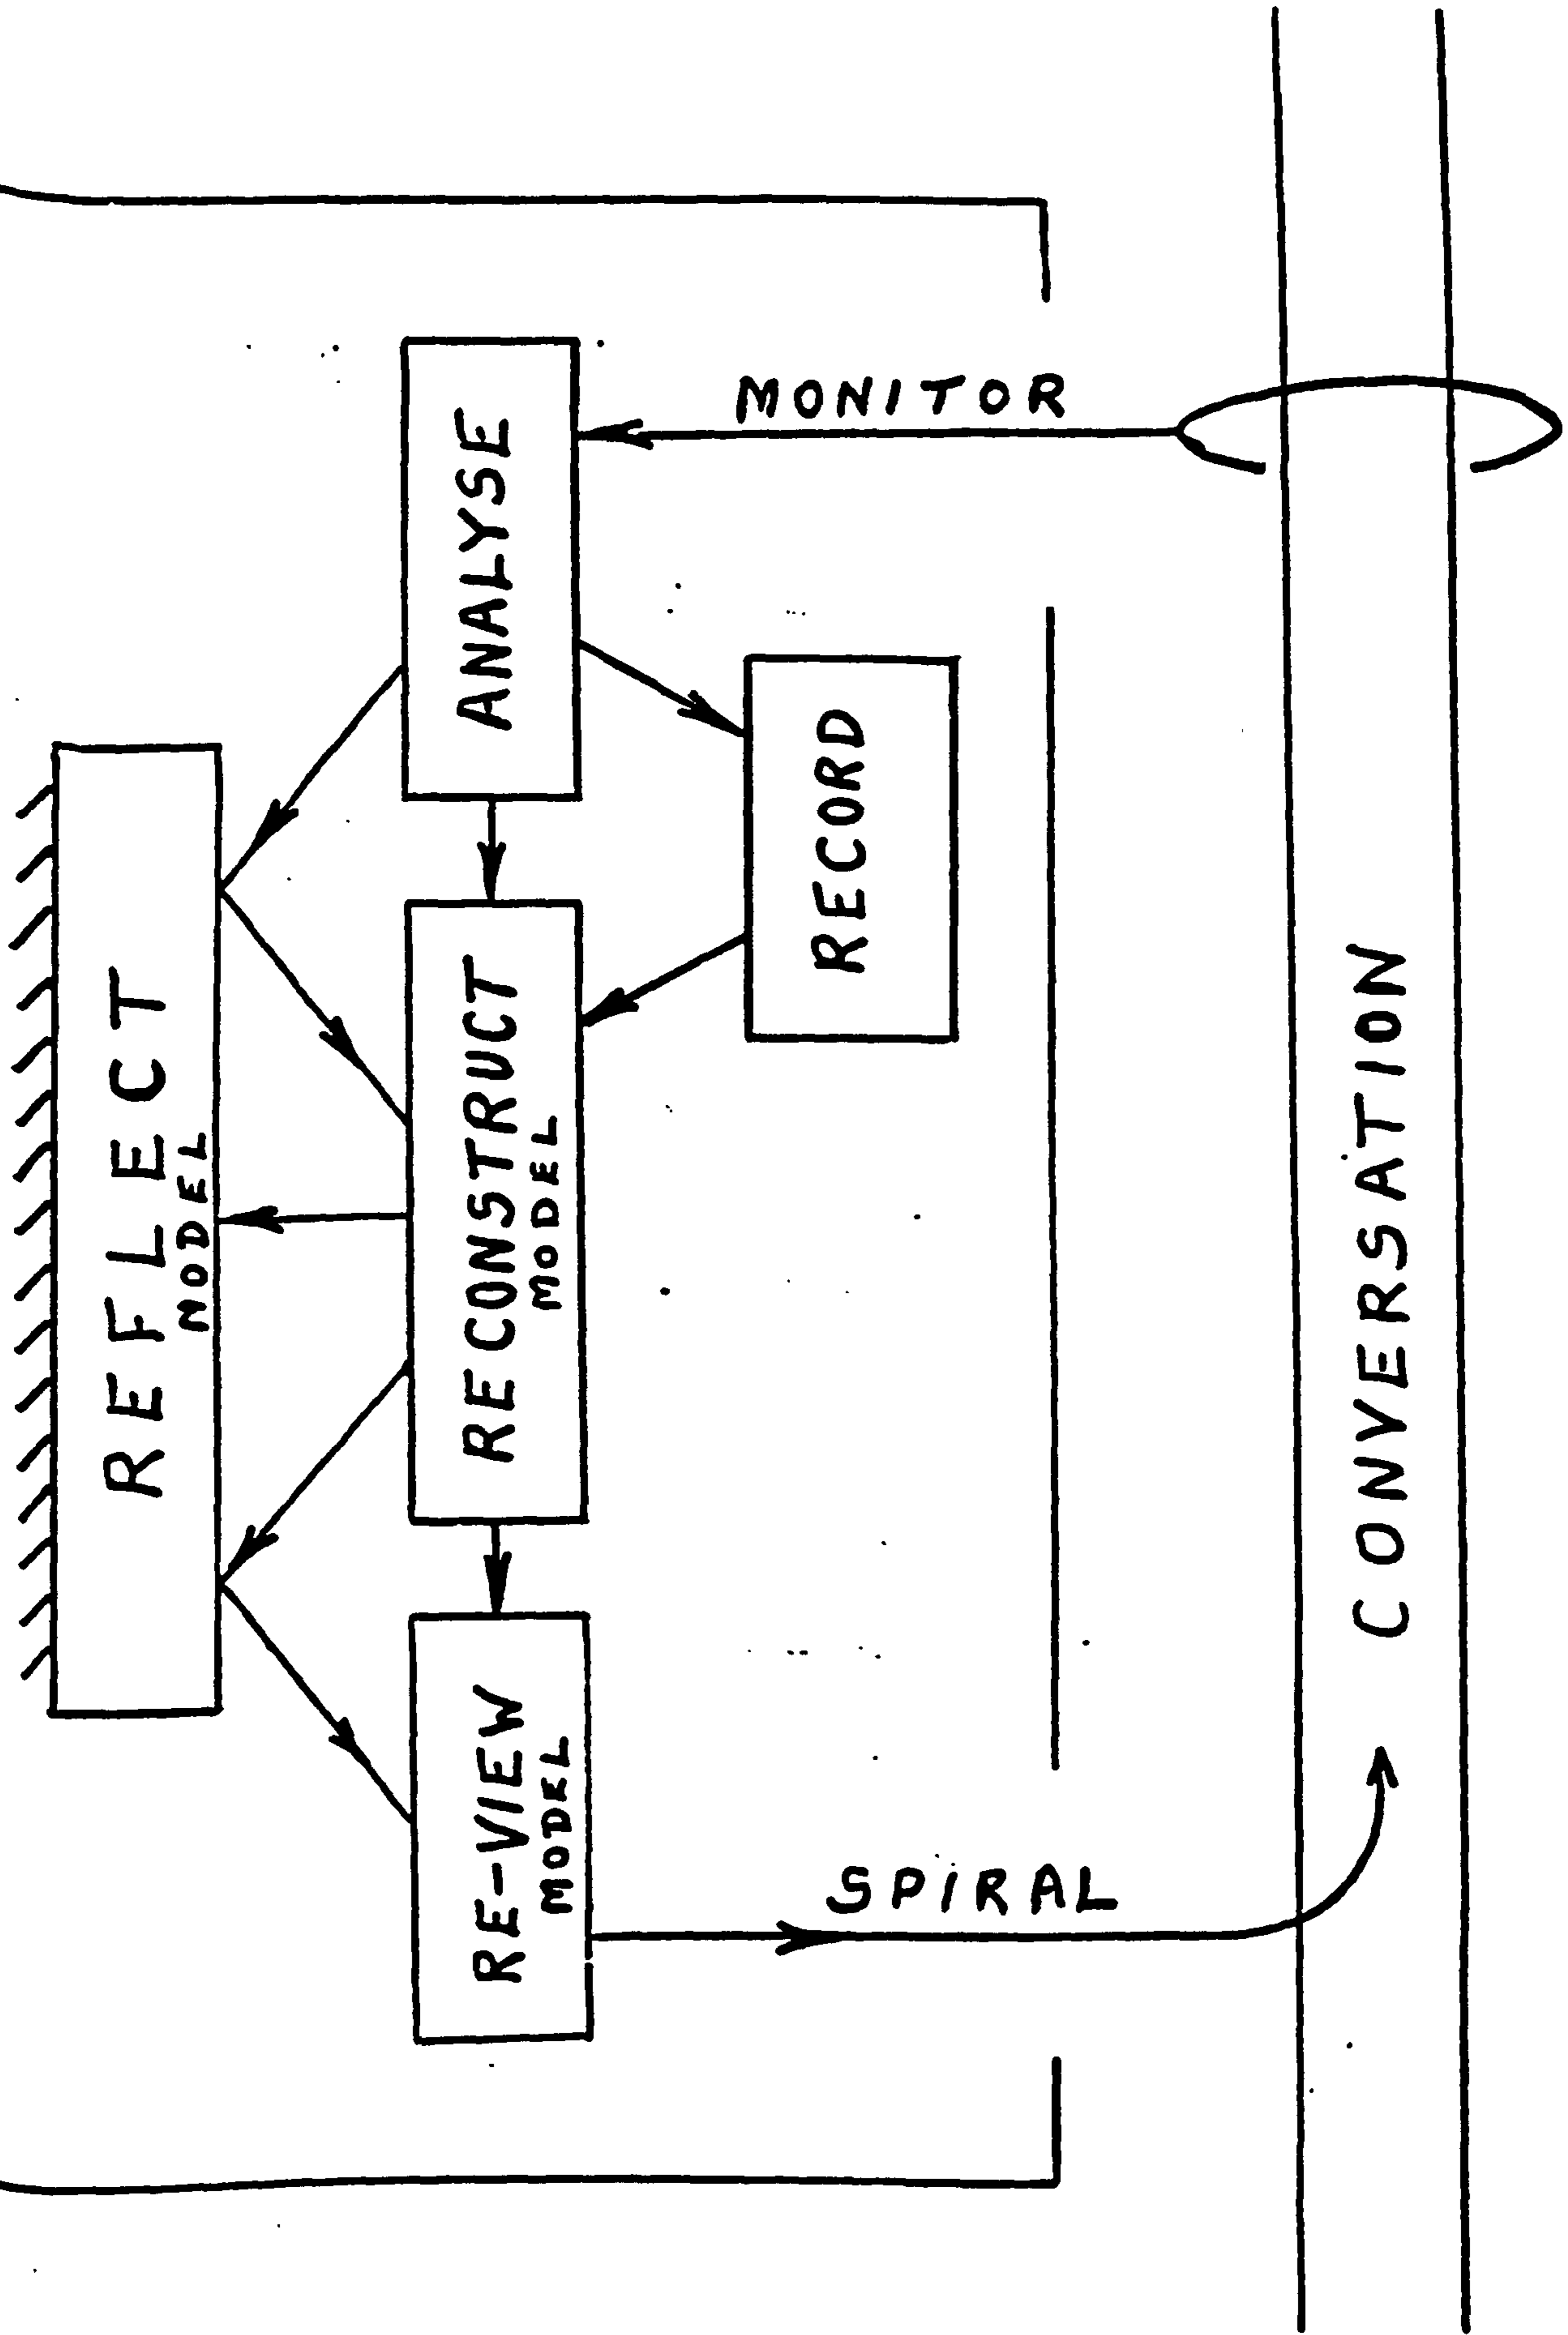 REFLECT
MODEL
RE-VIEW
MODEL
RECONSTRUCT
MODEL
ANALYSE
RECORD
SPIRAL
MONITOR
CONVERSATION